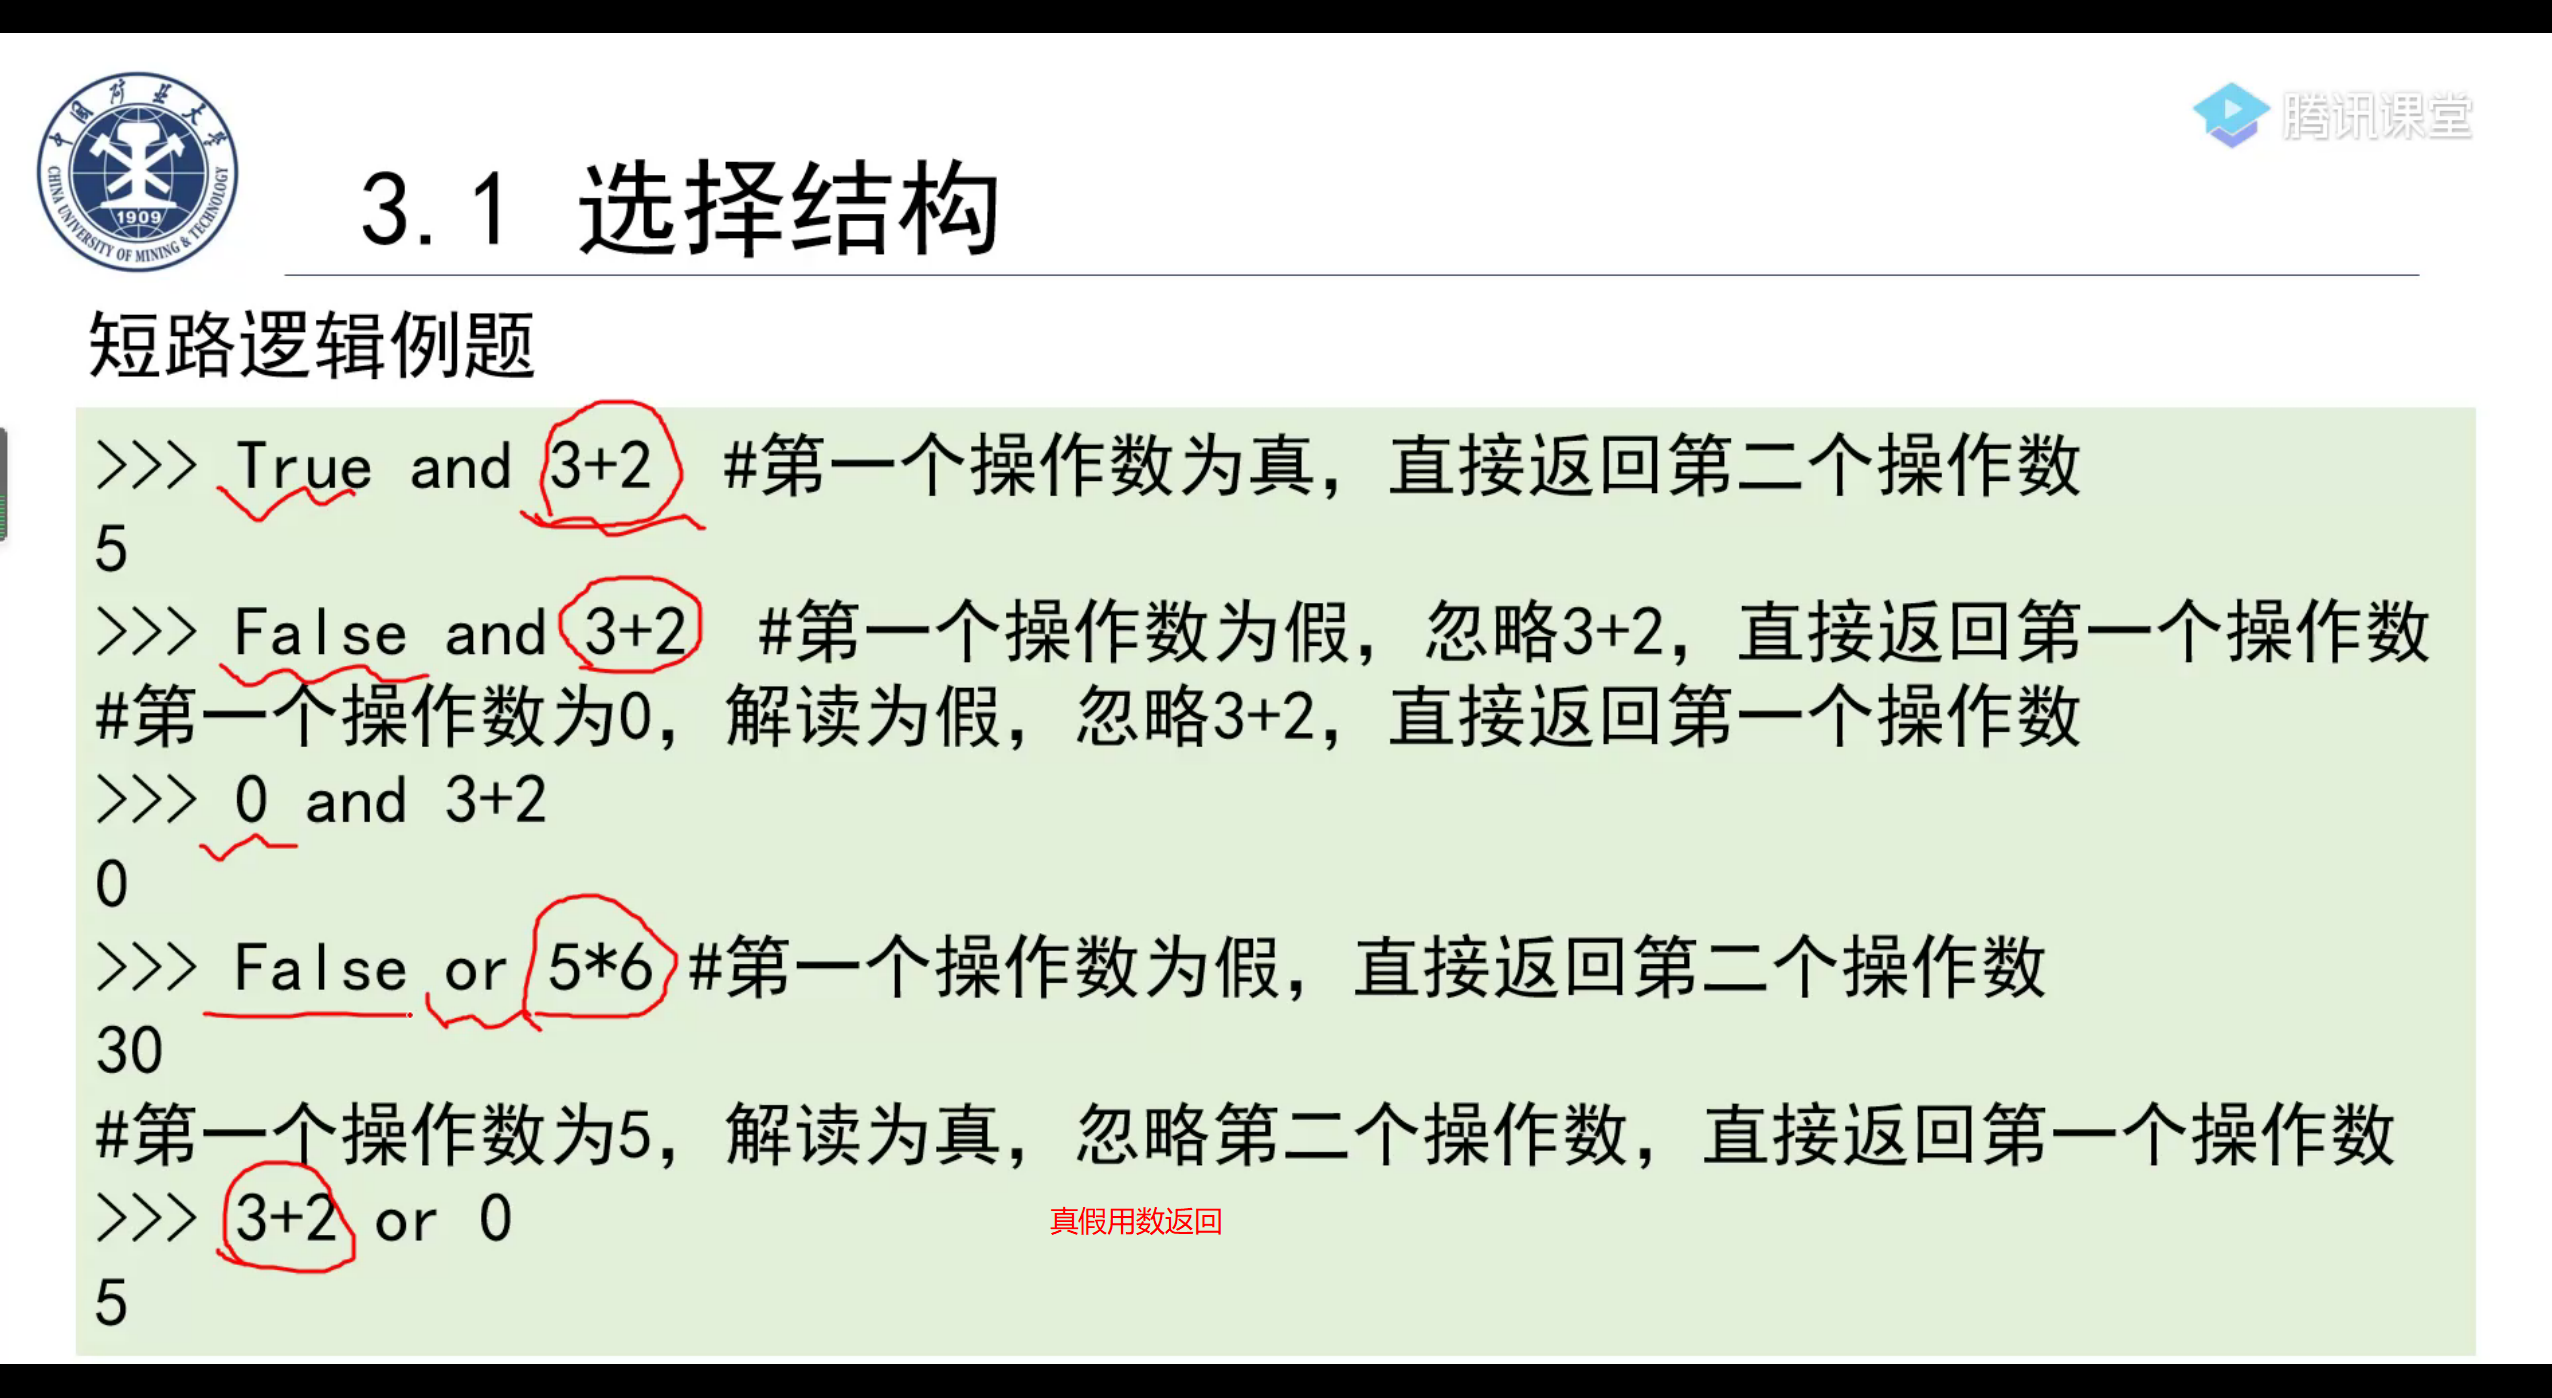 中国矿业大学
CHINA UNIVERSITY OF MINING & TECHNOLOGY
1909
腾讯课堂
3.1 选择结构
短路逻辑例题
>>> True and 3+2 #第一个操作数为真，直接返回第二个操作数
5
>>> False and 3+2 #第一个操作数为假，忽略3+2，直接返回第一个操作数
#第一个操作数为0，解读为假，忽略3+2，直接返回第一个操作数
>>> 0 and 3+2
0
>>> False or 5*6 #第一个操作数为假，直接返回第二个操作数
30
#第一个操作数为5，解读为真，忽略第二个操作数，直接返回第一个操作数
>>> 3+2 or 0
真假用数返回
5